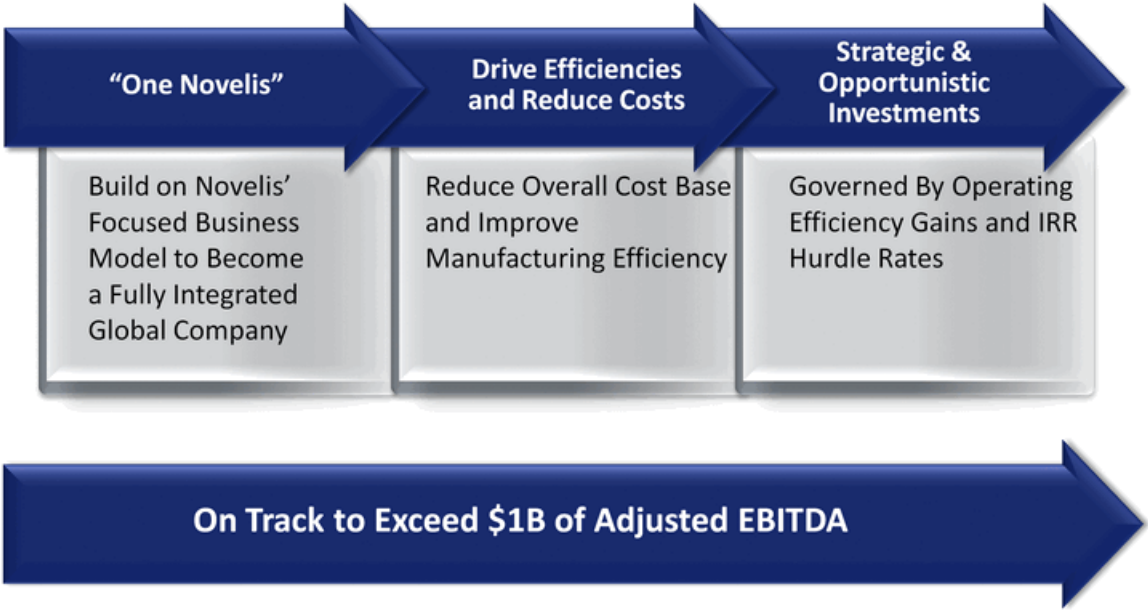 “One Novelis”
Drive Efficiencies
and Reduce Costs
Strategic &
Opportunistic
Investments
Build on Novelis’
Focused Business
Model to Become
a Fully Integrated
Global Company
Reduce Overall Cost Base
and Improve
Manufacturing Efficiency
Governed By Operating
Efficiency Gains and IRR
Hurdle Rates
On Track to Exceed $1B of Adjusted EBITDA